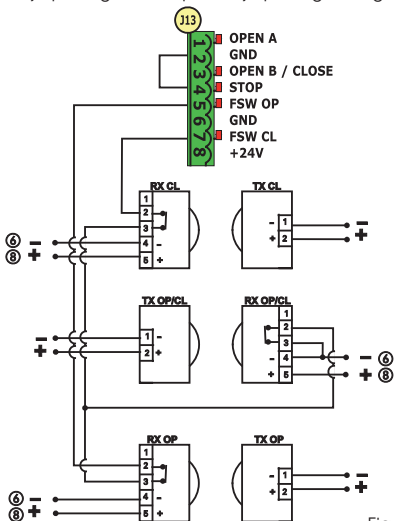 J13
1 OPEN A
2 GND
3 OPEN B / CLOSE
4 STOP
5 FSW OP
6 GND
7 FSW CL
8 +24V
RX CL
TX CL
1
2
3
6 – 4 -
8 + 5 +
- 1 –
+ 2 +
TX OP/CL
RX OP/CL
– 1 -
+ 2 +
1
2
3
- 4 – 6
+ 5 + 8
RX OP
TX OP
1
2
3
6 – 4 -
8 + 5 +
- 1 –
+ 2 +